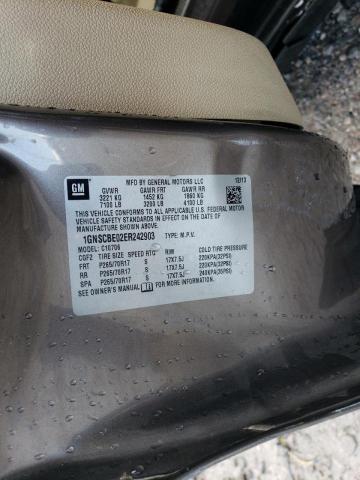 GM
MFD BY GENERAL MOTORS LLC 12/13
GVWR GAWR FRT GAWR RR
3221 KG 1452 KG 1860 KG
7100 LB 3200 LB 4100 LB
THIS VEHICLE CONFORMS TO ALL APPLICABLE U.S. FEDERAL MOTOR
VEHICLE SAFETY STANDARDS IN EFFECT ON THE DATE OF
MANUFACTURE SHOWN ABOVE.
1GNSCBE02ER242903 TYPE: M.P.V.
MODEL: C10706
CGF2 TIRE SIZE SPEED RTG RIM COLD TIRE PRESSURE
FRT P265/70R17 S 17X7.5J 220KPA(32PSI)
RR P265/70R17 S 17X7.5J 220KPA(32PSI)
SPA P265/70R17 S 17X7.5J 240KPA(35PSI)
SEE OWNER'S MANUAL FOR MORE INFORMATION.